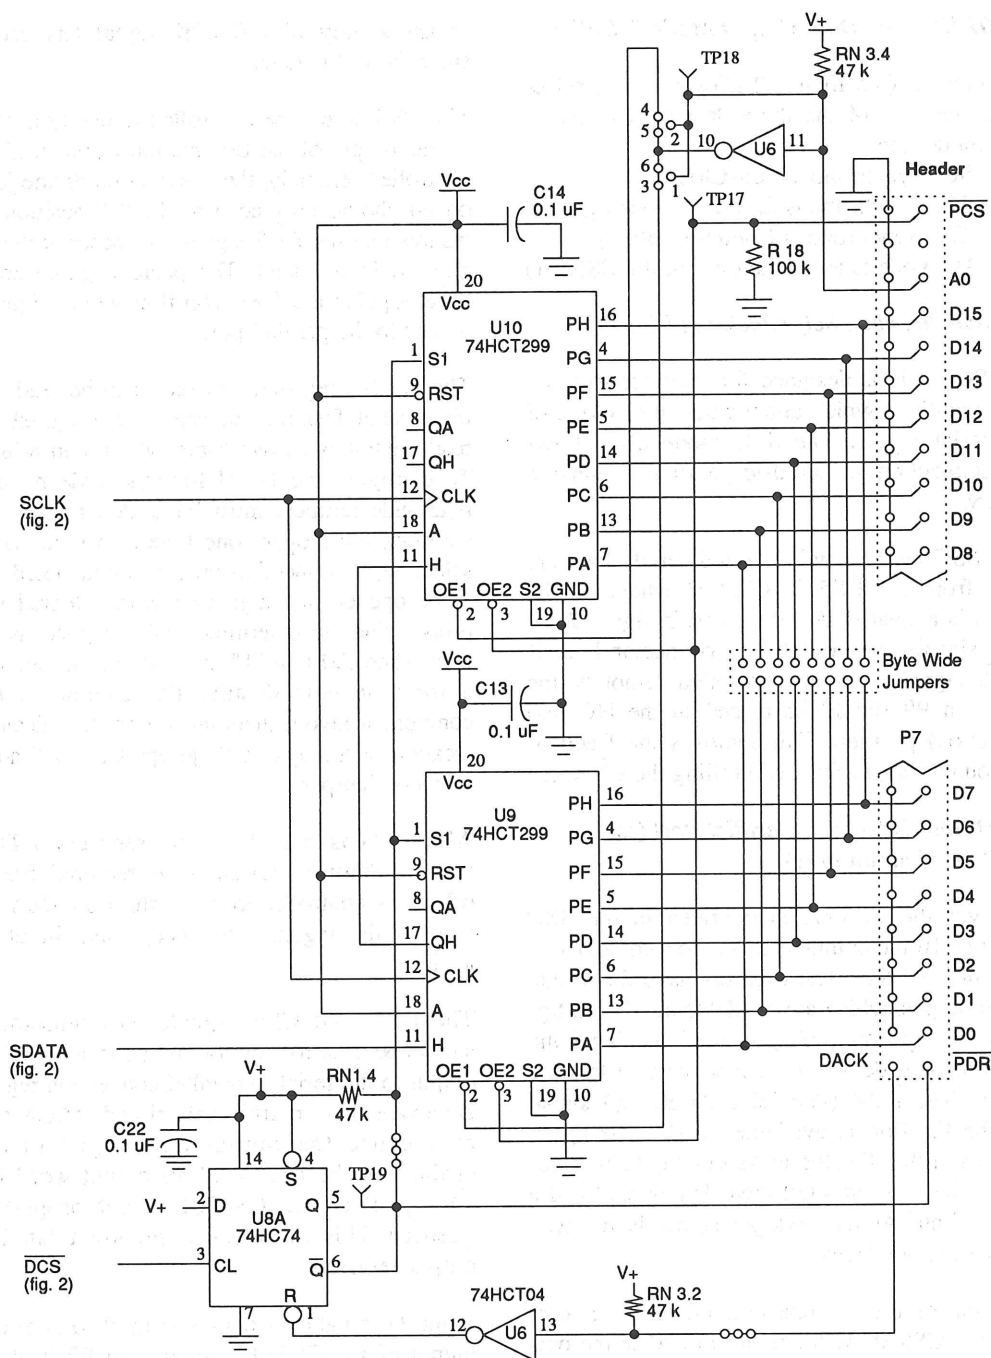 V+
RN 3.4
47 k
TP18
4
5
2
10
U6
11
6
3
1
TP17
Header
PCS
R 18
100 k
A0
Vcc
C14
0.1 uF
20
Vcc
U10
74HCT299
1 S1
9 RST
8 QA
17 QH
12 CLK
18 A
11 H
PH 16
PG 4
PF 15
PE 5
PD 14
PC 6
PB 13
PA 7
OE1 OE2 S2 GND
2 3 19 10
D15
D14
D13
D12
D11
D10
D9
D8
SCLK
(fig. 2)
Byte Wide
Jumpers
Vcc
C13
0.1 uF
20
Vcc
U9
74HCT299
1 S1
9 RST
8 QA
17 QH
12 CLK
18 A
11 H
PH 16
PG 4
PF 15
PE 5
PD 14
PC 6
PB 13
PA 7
OE1 OE2 S2 GND
2 3 19 10
P7
D7
D6
D5
D4
D3
D2
D1
D0
DACK
PDR
SDATA
(fig. 2)
V+
RN1.4
47 k
C22
0.1 uF
14
4
S
TP19
V+
2 D
Q 5
U8A
74HC74
3 CL
Q 6
R
7
1
DCS
(fig. 2)
74HCT04
12
U6
13
V+
RN 3.2
47 k